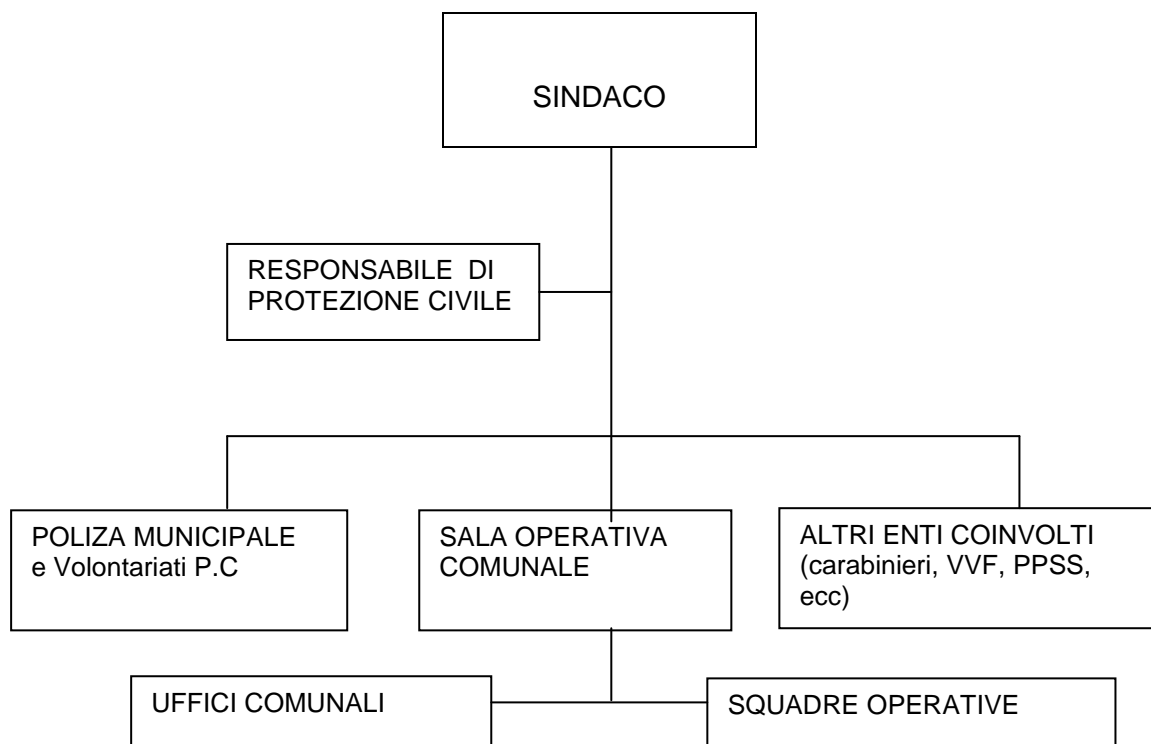 SINDACO
RESPONSABILE DI
PROTEZIONE CIVILE
POLIZA MUNICIPALE
e Volontariati P.C
SALA OPERATIVA
COMUNALE
ALTRI ENTI COINVOLTI
(carabinieri, VVF, PPSS,
ecc)
UFFICI COMUNALI
SQUADRE OPERATIVE